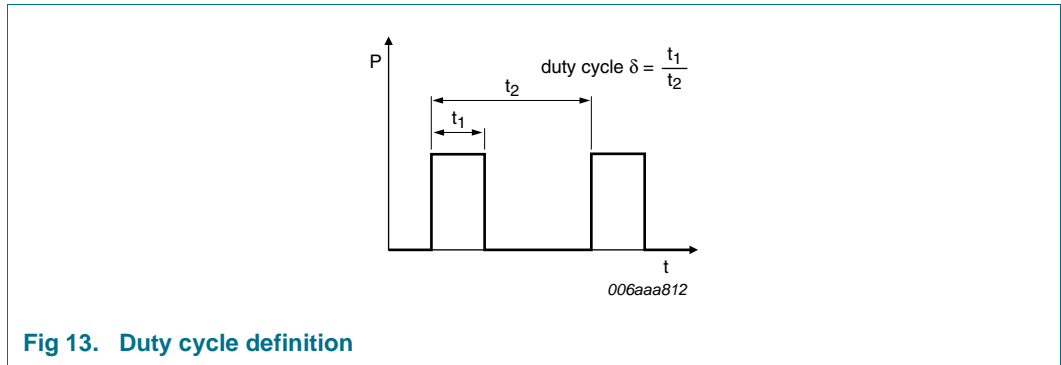 P
duty cycle δ = t1
t2
t2
t1
t
006aaa812
Fig 13. Duty cycle definition